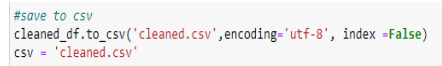 #save to csv
cleaned_df.to_csv('cleaned.csv',encoding='utf-8', index =False)
csv = 'cleaned.csv'